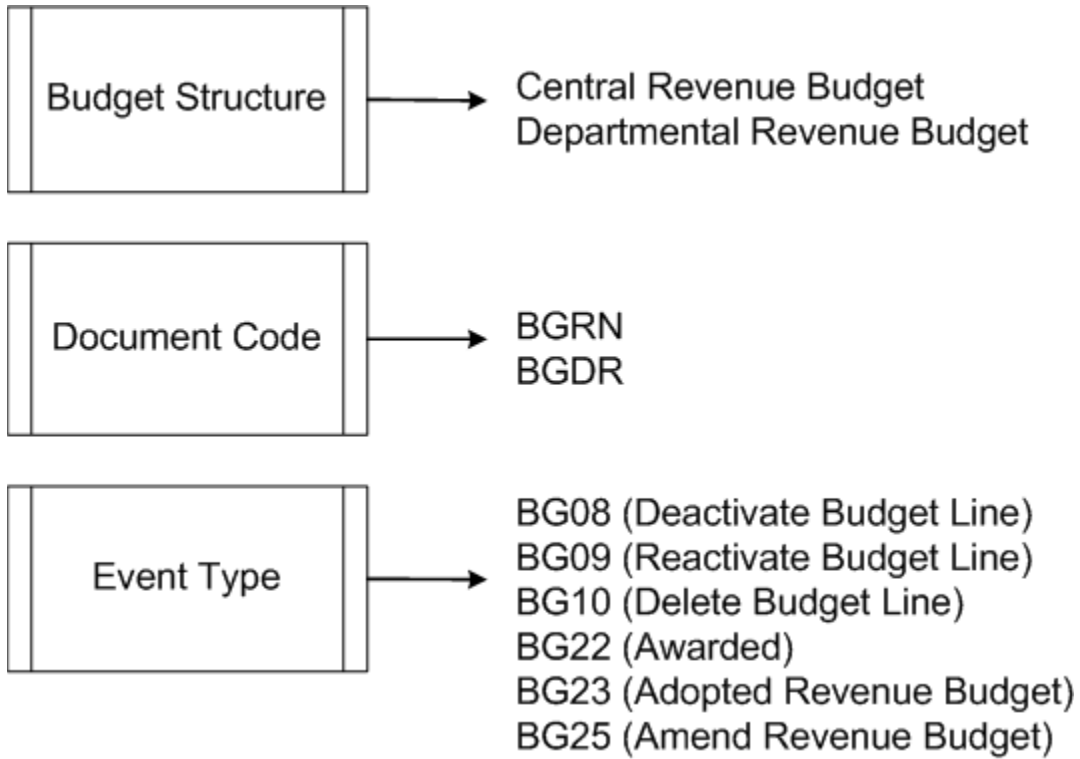 Budget Structure
Central Revenue Budget
Departmental Revenue Budget
Document Code
BGRN
BGDR
Event Type
BG08 (Deactivate Budget Line)
BG09 (Reactivate Budget Line)
BG10 (Delete Budget Line)
BG22 (Awarded)
BG23 (Adopted Revenue Budget)
BG25 (Amend Revenue Budget)